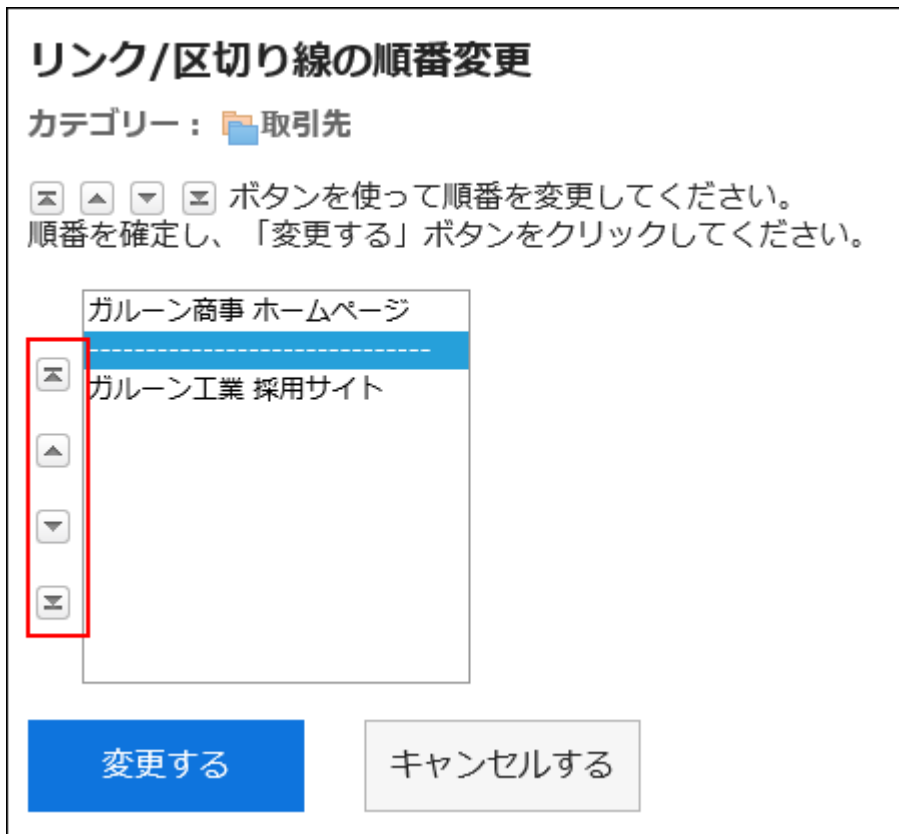 リンク/区切り線の順番変更
カテゴリー： 取引先
ボタンを使って順番を変更してください。
順番を確定し、「変更する」ボタンをクリックしてください。
ガルーン商事 ホームページ
------------------------------
ガルーン工業 採用サイト
変更する
キャンセルする